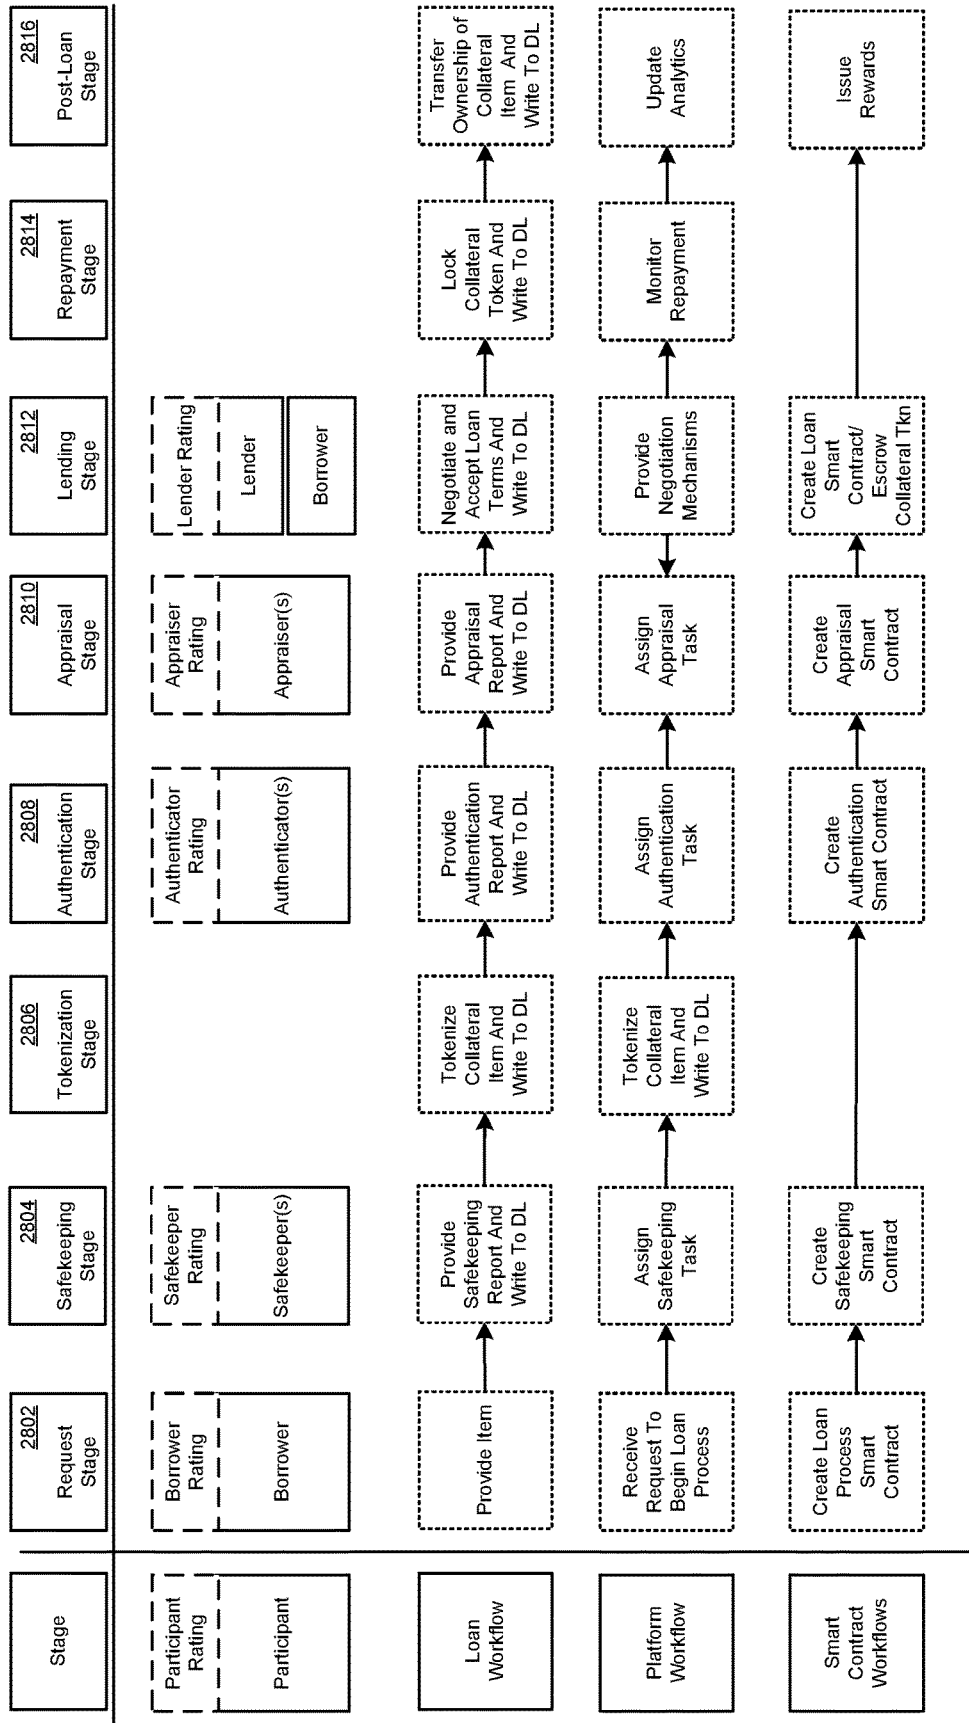 Stage
2802
Request
Stage
2804
Safekeeping
Stage
2806
Tokenization
Stage
2808
Authentication
Stage
2810
Appraisal
Stage
2812
Lending
Stage
2814
Repayment
Stage
2816
Post-Loan
Stage
Participant
Rating
Participant
Borrower
Rating
Borrower
Safekeeper
Rating
Safekeeper(s)
Authenticator
Rating
Authenticator(s)
Appraiser
Rating
Appraiser(s)
Lender Rating
Lender
Borrower
Loan
Workflow
Provide Item
Provide
Safekeeping
Report And
Write To DL
Tokenize
Collateral
Item And
Write To DL
Provide
Authentication
Report And
Write To DL
Provide
Appraisal
Report And
Write To DL
Negotiate and
Accept Loan
Terms And
Write To DL
Lock
Collateral
Token And
Write To DL
Transfer
Ownership of
Collateral
Item And
Write To DL
Platform
Workflow
Receive
Request To
Begin Loan
Process
Assign
Safekeeping
Task
Tokenize
Collateral
Item And
Write To DL
Assign
Authentication
Task
Assign
Appraisal
Task
Provide
Negotiation
Mechanisms
Monitor
Repayment
Update
Analytics
Smart
Contract
Workflows
Create Loan
Process
Smart
Contract
Create
Safekeeping
Smart
Contract
Create
Authentication
Smart Contract
Create
Appraisal
Smart
Contract
Create Loan
Smart
Contract/
Escrow
Collateral Tkn
Issue
Rewards